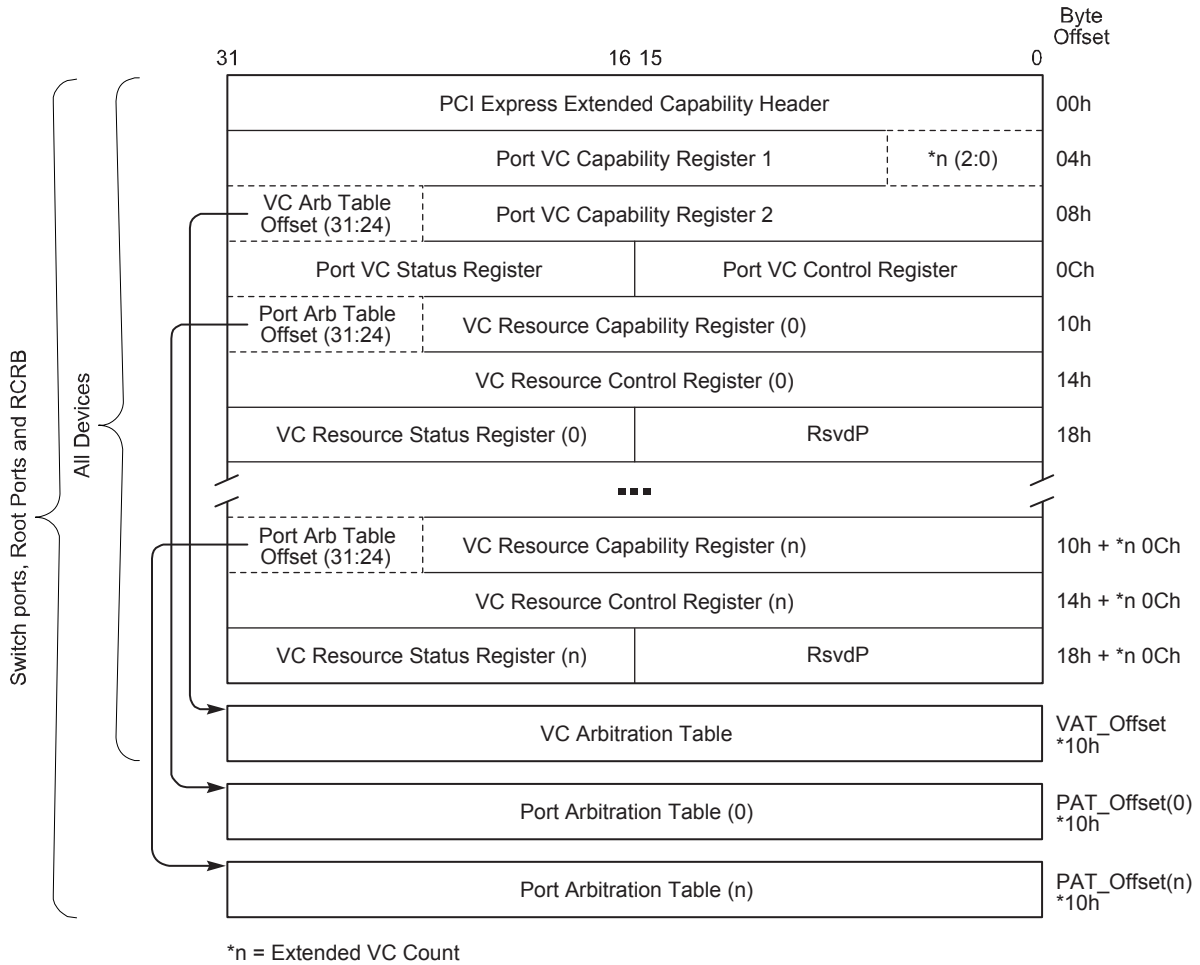 Byte
Offset
31 16 15 0
PCI Express Extended Capability Header 00h
Port VC Capability Register 1 *n (2:0) 04h
VC Arb Table
Offset (31:24) Port VC Capability Register 2 08h
Port VC Status Register Port VC Control Register 0Ch
Port Arb Table
Offset (31:24) VC Resource Capability Register (0) 10h
VC Resource Control Register (0) 14h
VC Resource Status Register (0) RsvdP 18h
Port Arb Table
Offset (31:24) VC Resource Capability Register (n) 10h + *n 0Ch
VC Resource Control Register (n) 14h + *n 0Ch
VC Resource Status Register (n) RsvdP 18h + *n 0Ch
VC Arbitration Table VAT_Offset
*10h
Port Arbitration Table (0) PAT_Offset(0)
*10h
Port Arbitration Table (n) PAT_Offset(n)
*10h
Switch ports, Root Ports and RCRB
All Devices
*n = Extended VC Count